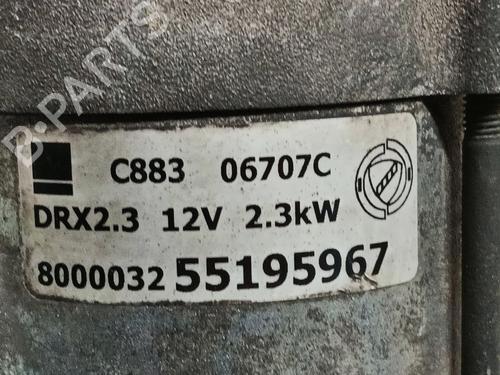 B-PARTS
C883 06707C
DRX2.3 12V 2.3kW
8000032 55195967